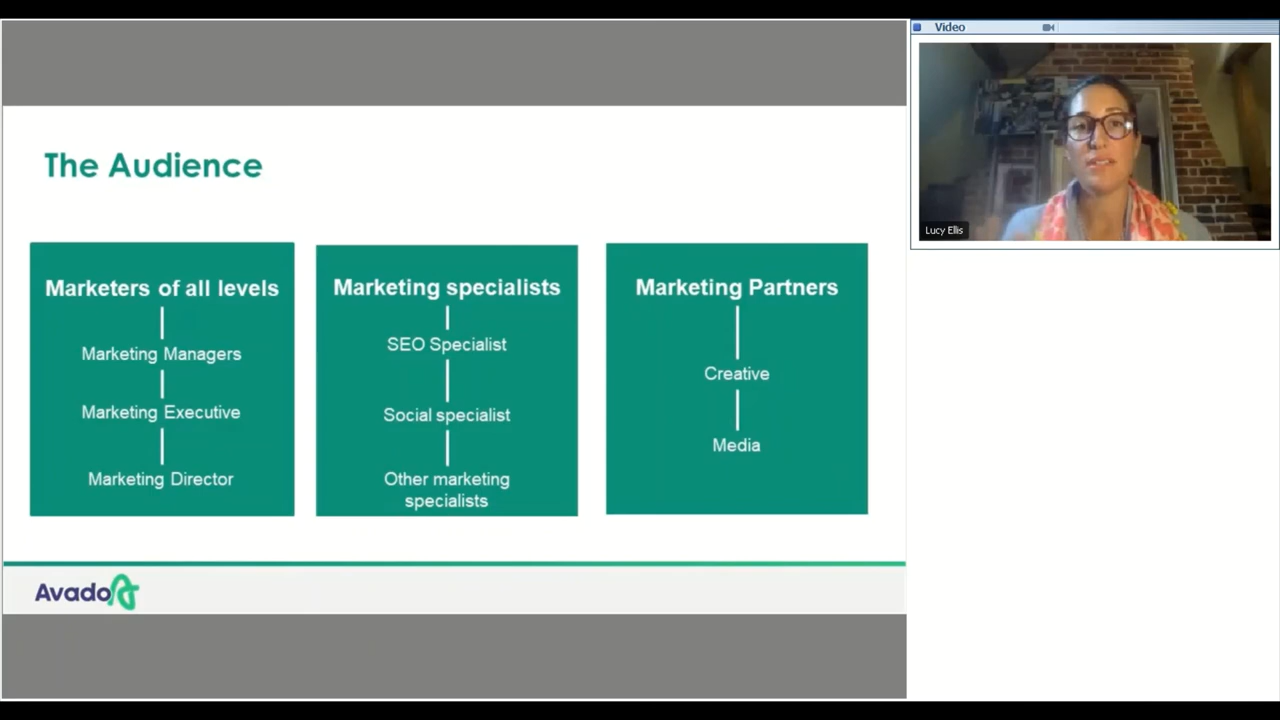 Video
The Audience
Lucy Ellis
Marketers of all levels
Marketing Managers
Marketing Executive
Marketing Director
Marketing specialists
SEO Specialist
Social specialist
Other marketing
specialists
Marketing Partners
Creative
Media
Avado